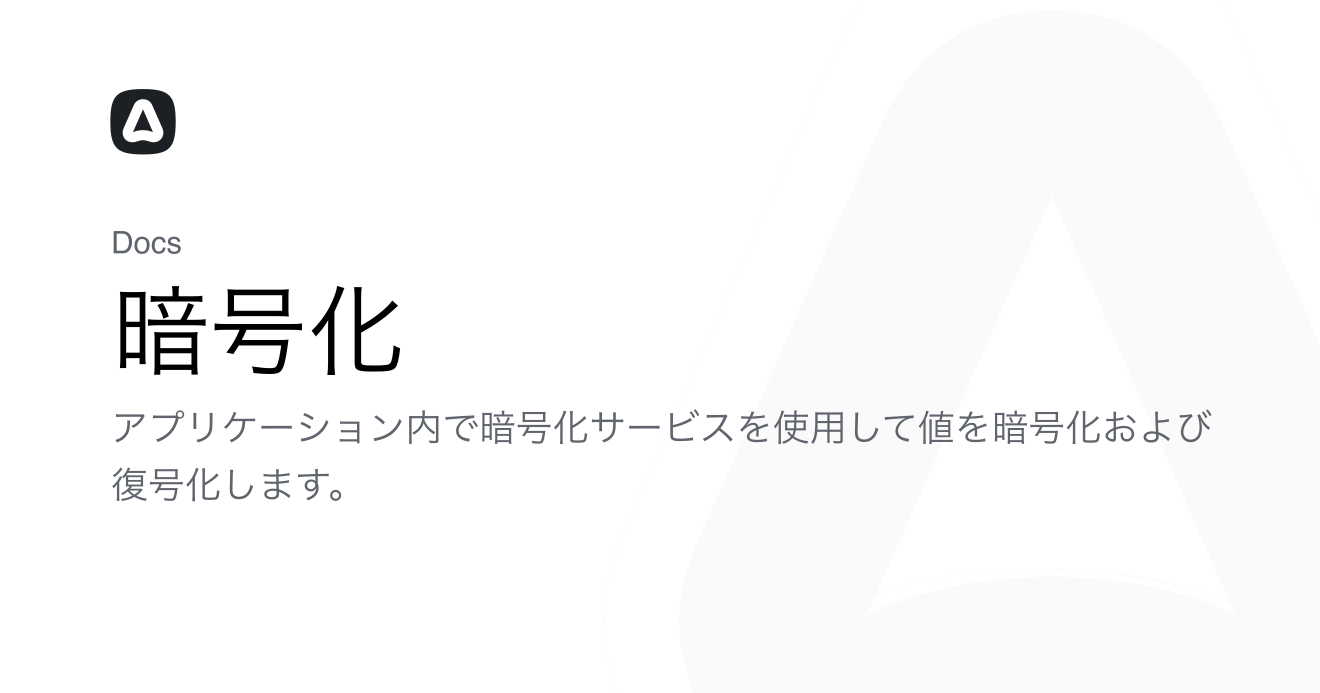 Docs
暗号化
アプリケーション内で暗号化サービスを使用して値を暗号化および
復号化します。